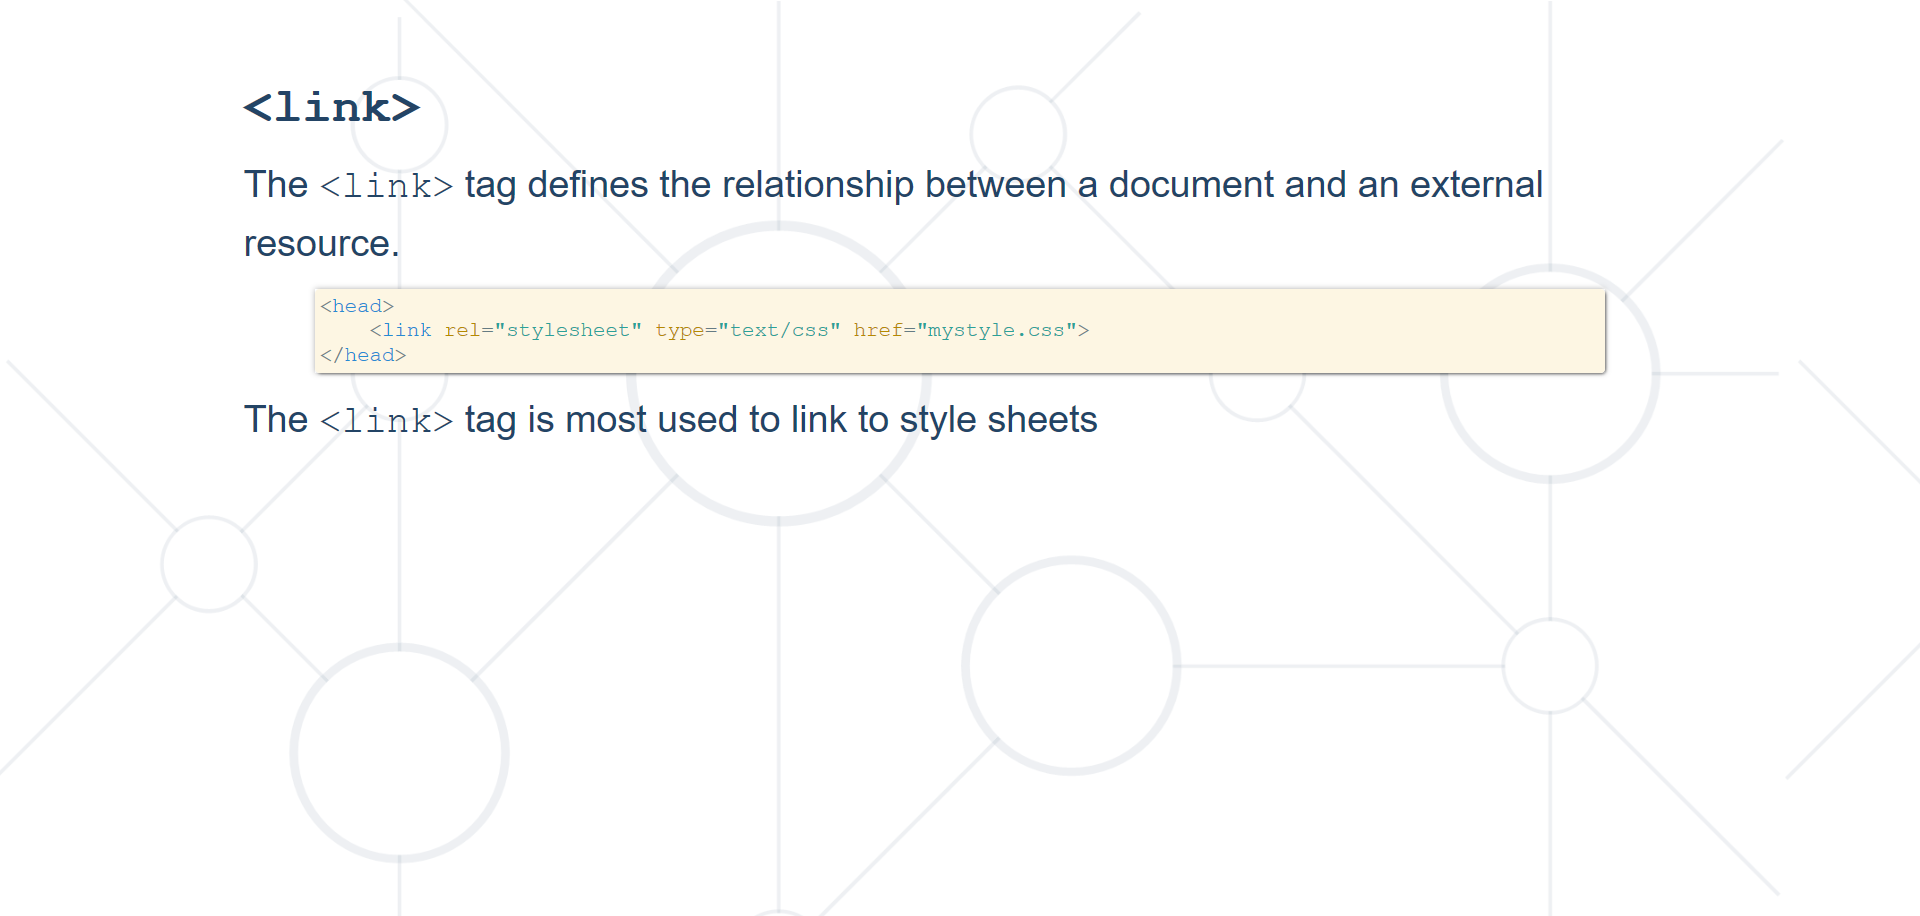 <link>
The <link> tag defines the relationship between a document and an external
resource.
<head>
    <link rel="stylesheet" type="text/css" href="mystyle.css">
</head>
The <link> tag is most used to link to style sheets